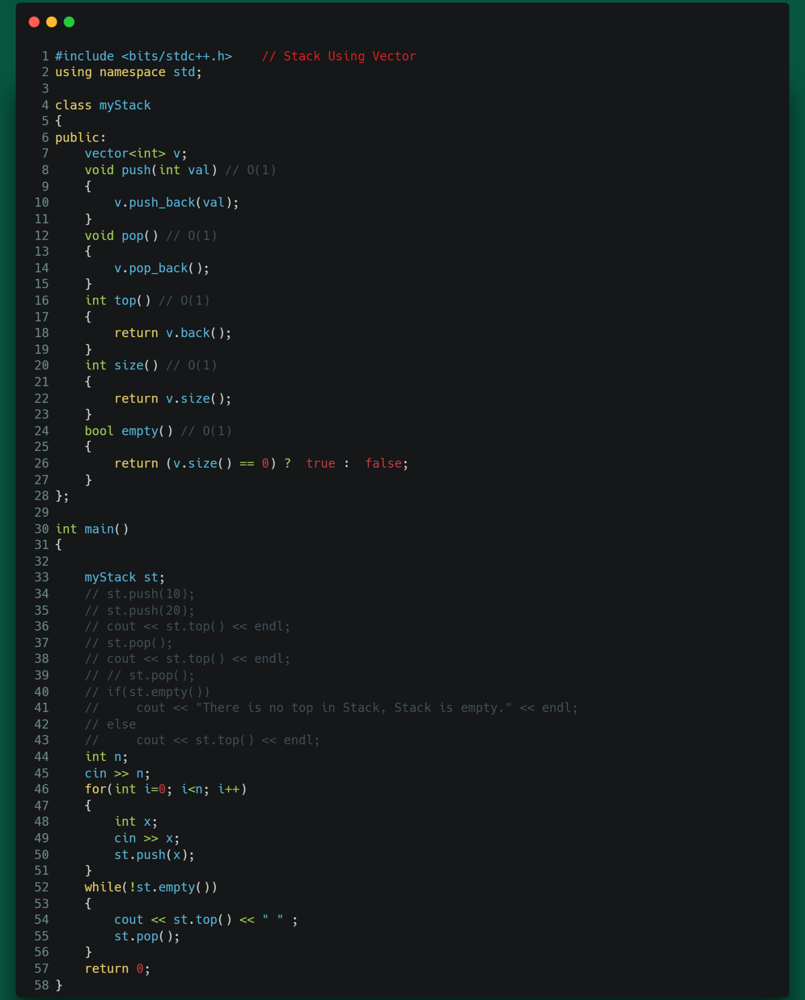 1 #include <bits/stdc++.h>    // Stack Using Vector
2 using namespace std;
3
4 class myStack
5 {
6 public:
7     vector<int> v;
8     void push(int val) // O(1)
9     {
10         v.push_back(val);
11     }
12     void pop() // O(1)
13     {
14         v.pop_back();
15     }
16     int top() // O(1)
17     {
18         return v.back();
19     }
20     int size() // O(1)
21     {
22         return v.size();
23     }
24     bool empty() // O(1)
25     {
26         return (v.size() == 0) ?  true :  false;
27     }
28 };
29
30 int main()
31 {
32
33     myStack st;
34     // st.push(10);
35     // st.push(20);
36     // cout << st.top() << endl;
37     // st.pop();
38     // cout << st.top() << endl;
39     // // st.pop();
40     // if(st.empty())
41     //     cout << "There is no top in Stack, Stack is empty." << endl;
42     // else
43     //     cout << st.top() << endl;
44     int n;
45     cin >> n;
46     for(int i=0; i<n; i++)
47     {
48         int x;
49         cin >> x;
50         st.push(x);
51     }
52     while(!st.empty())
53     {
54         cout << st.top() << " " ;
55         st.pop();
56     }
57     return 0;
58 }